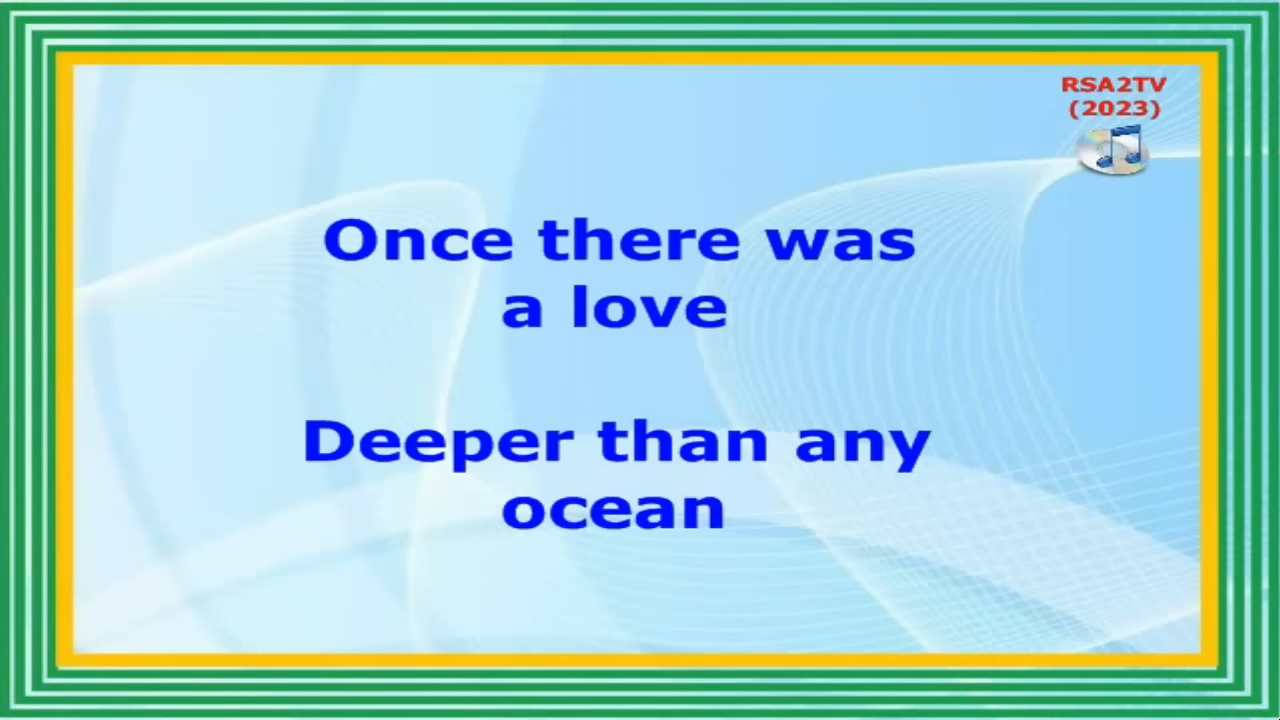 RSA2TV
(2023)
Once there was
a love
Deeper than any
ocean